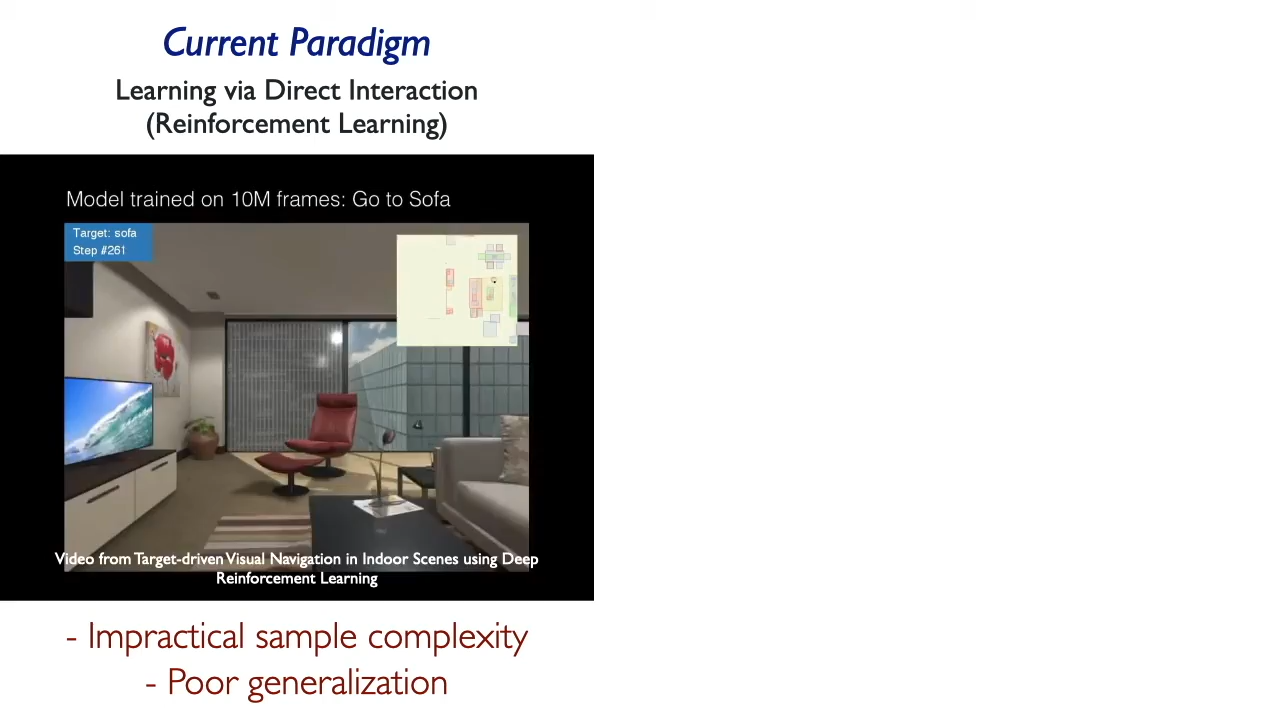 Current Paradigm
Learning via Direct Interaction
(Reinforcement Learning)
Model trained on 10M frames: Go to Sofa
Target: sofa
Step #261
Video from Target-driven Visual Navigation in Indoor Scenes using Deep
Reinforcement Learning
- Impractical sample complexity
- Poor generalization